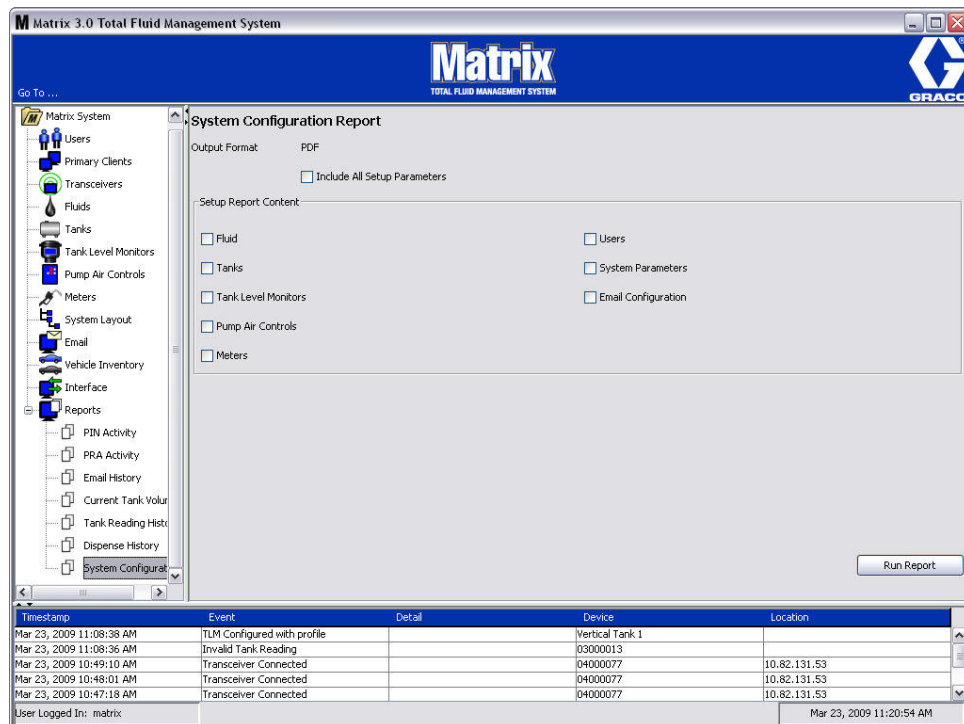 M Matrix 3.0 Total Fluid Management System
Matrix
TOTAL FLUID MANAGEMENT SYSTEM
Go To ...
GRACO
Matrix System
Users
Primary Clients
Transceivers
Fluids
Tanks
Tank Level Monitors
Pump Air Controls
Meters
System Layout
Email
Vehicle Inventory
Interface
Reports
PIN Activity
PRA Activity
Email History
Current Tank Volur
Tank Reading Histo
Dispense History
System Configurat
System Configuration Report
Output Format PDF
Include All Setup Parameters
Setup Report Content
Fluid Users
Tanks System Parameters
Tank Level Monitors Email Configuration
Pump Air Controls
Meters
Run Report
Timestamp Event Detail Device Location
Mar 23, 2009 11:08:38 AM TLM Configured with profile Vertical Tank 1
Mar 23, 2009 11:08:36 AM Invalid Tank Reading 03000013
Mar 23, 2009 10:49:10 AM Transceiver Connected 04000077 10.82.131.53
Mar 23, 2009 10:48:01 AM Transceiver Connected 04000077 10.82.131.53
Mar 23, 2009 10:47:18 AM Transceiver Connected 04000077 10.82.131.53
User Logged In: matrix Mar 23, 2009 11:20:54 AM